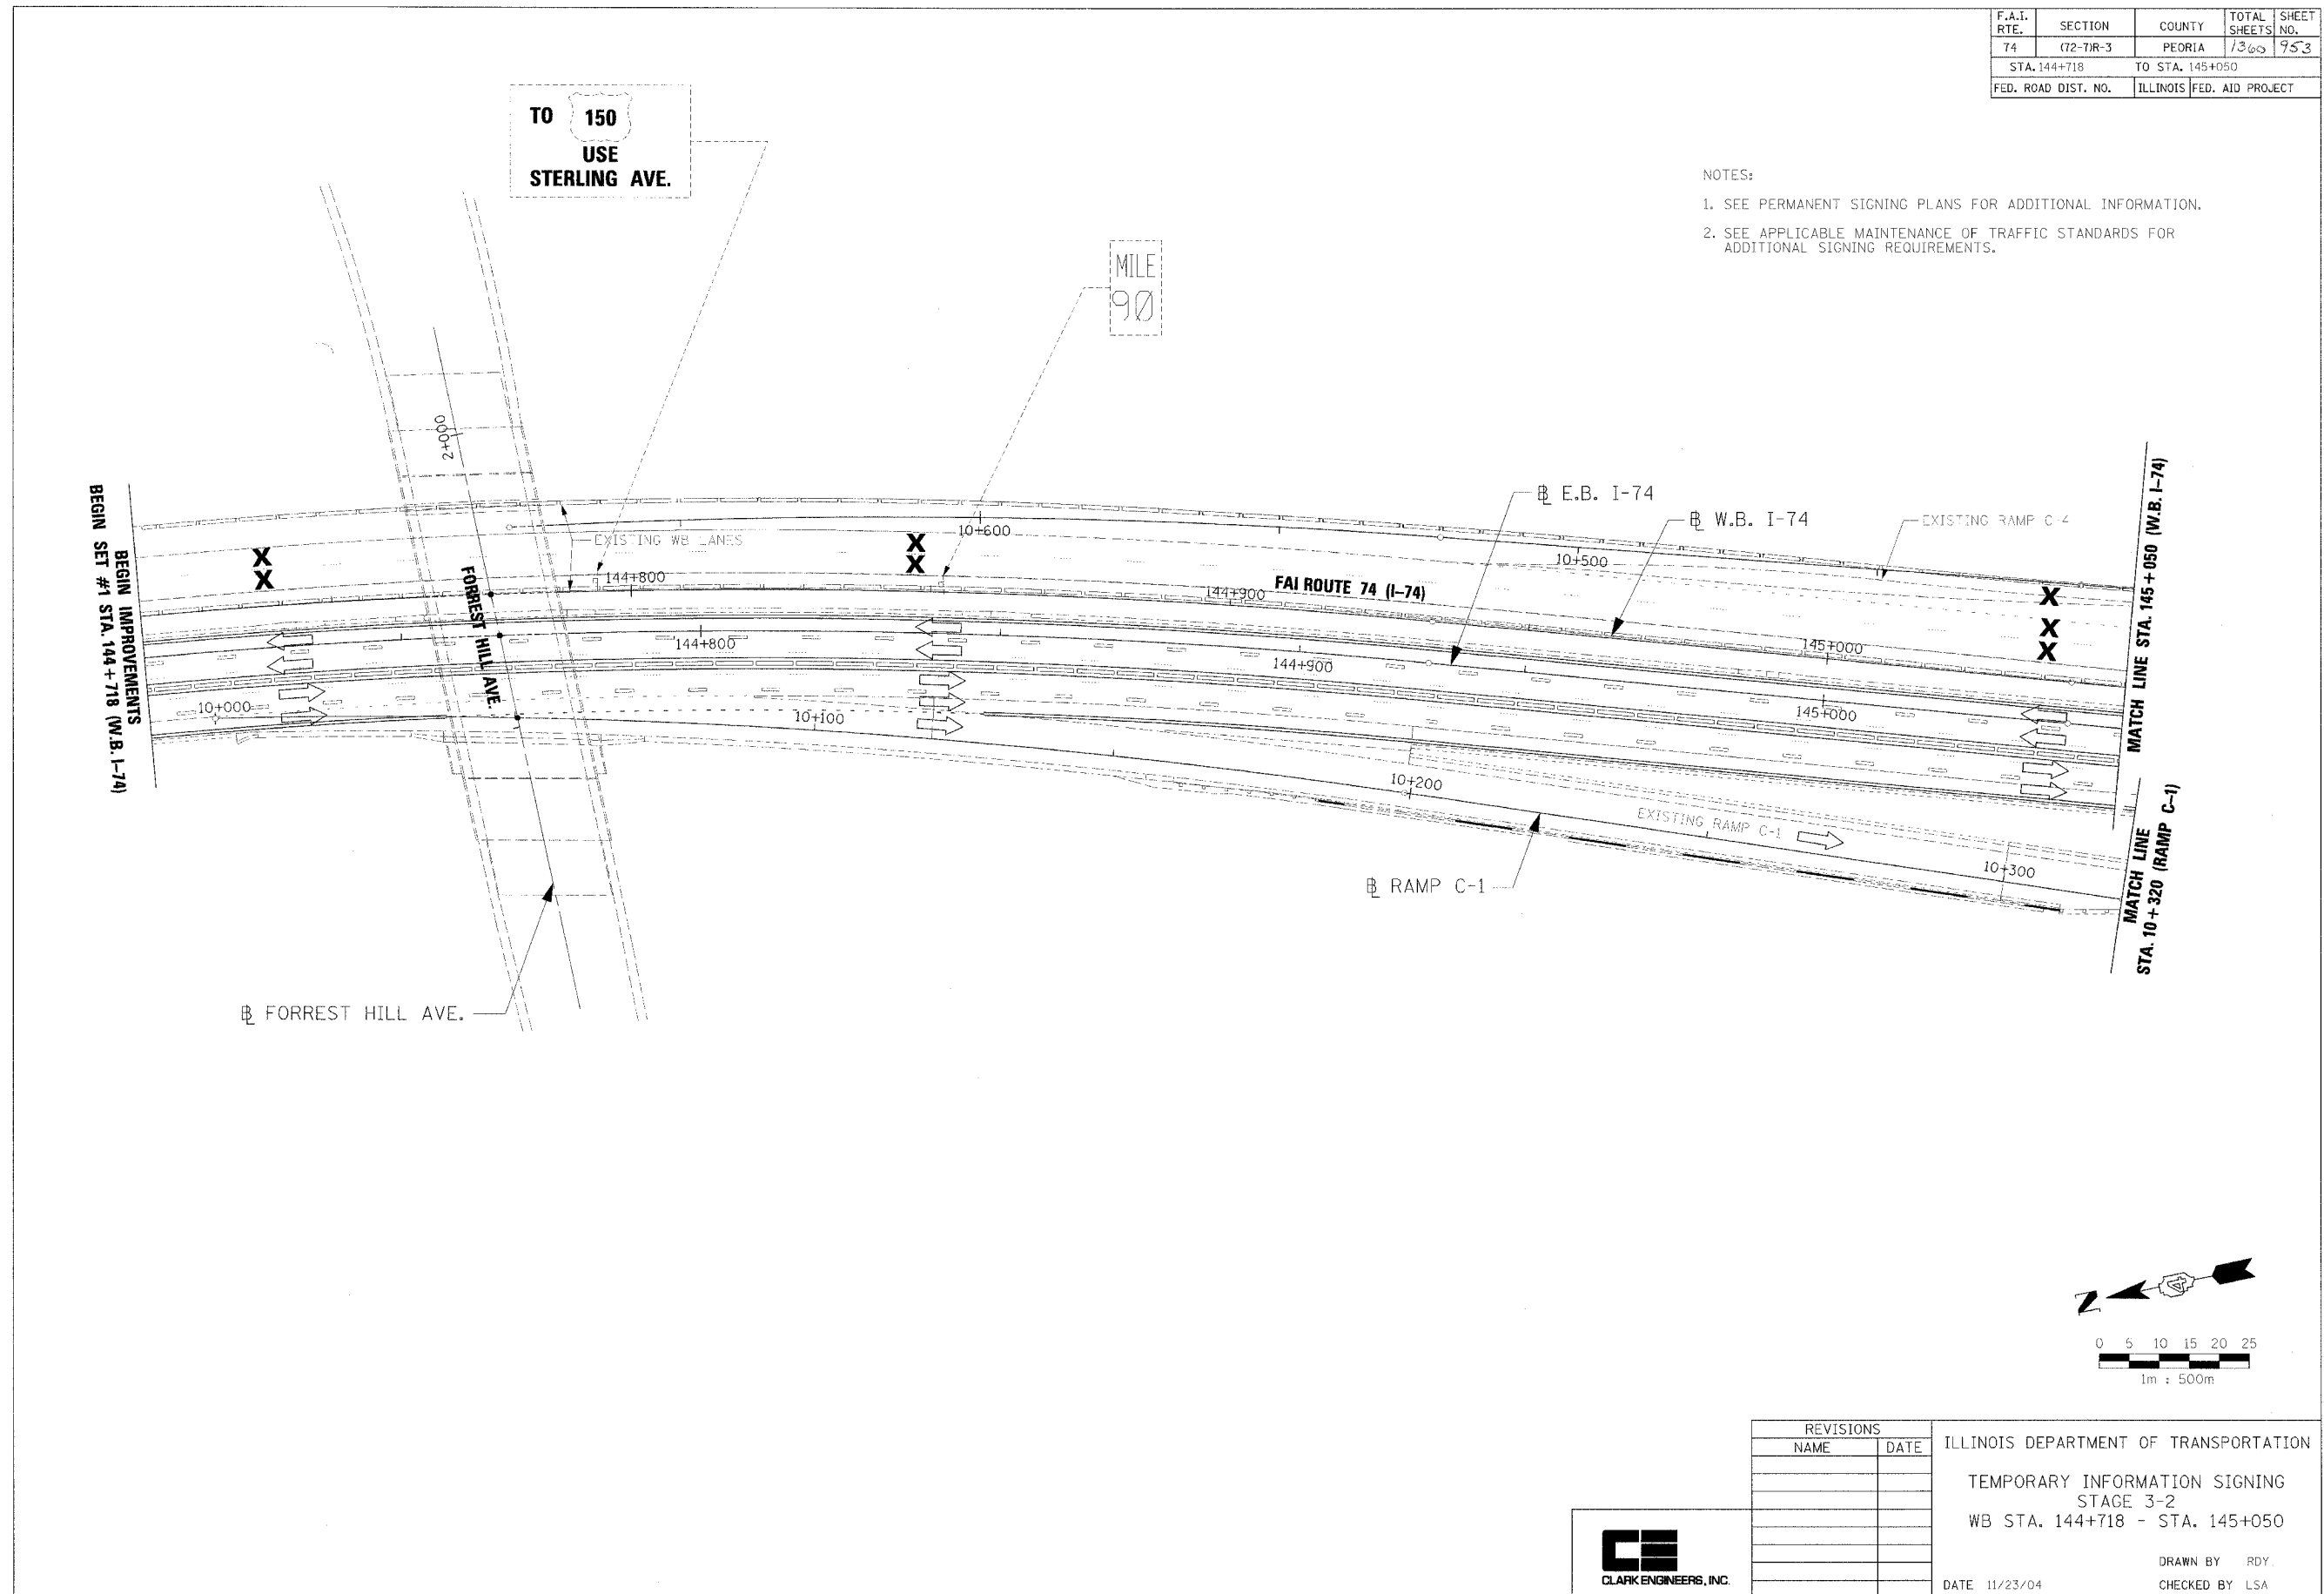 F.A.I. RTE. SECTION COUNTY TOTAL SHEETS SHEET NO.
74 (72-7)R-3 PEORIA 1360 953
STA. 144+718 TO STA. 145+050
FED. ROAD DIST. NO. ILLINOIS FED. AID PROJECT
TO 150
USE
STERLING AVE.
NOTES:
1. SEE PERMANENT SIGNING PLANS FOR ADDITIONAL INFORMATION.
2. SEE APPLICABLE MAINTENANCE OF TRAFFIC STANDARDS FOR
ADDITIONAL SIGNING REQUIREMENTS.
MILE
90
2+000
BEGIN IMPROVEMENTS
BEGIN SET #1 STA. 144+718 (W.B. I-74)
FORREST HILL AVE.
EXISTING WB LANES
10+600
℄ E.B. I-74
℄ W.B. I-74
EXISTING RAMP C-4
10+500
X
X
X
X
X
X
X
144+800
144+900
FAI ROUTE 74 (I-74)
145+000
144+800
144+900
145+000
10+000
10+100
10+200
EXISTING RAMP C-1
10+300
℄ RAMP C-1
℄ FORREST HILL AVE.
MATCH LINE STA. 145+050 (W.B. I-74)
MATCH LINE
STA. 10+320 (RAMP C-1)
Z
0 5 10 15 20 25
1m : 500m
REVISIONS
NAME DATE
ILLINOIS DEPARTMENT OF TRANSPORTATION
TEMPORARY INFORMATION SIGNING
STAGE 3-2
WB STA. 144+718 - STA. 145+050
DRAWN BY RDY
DATE 11/23/04 CHECKED BY LSA
CLARK ENGINEERS, INC.